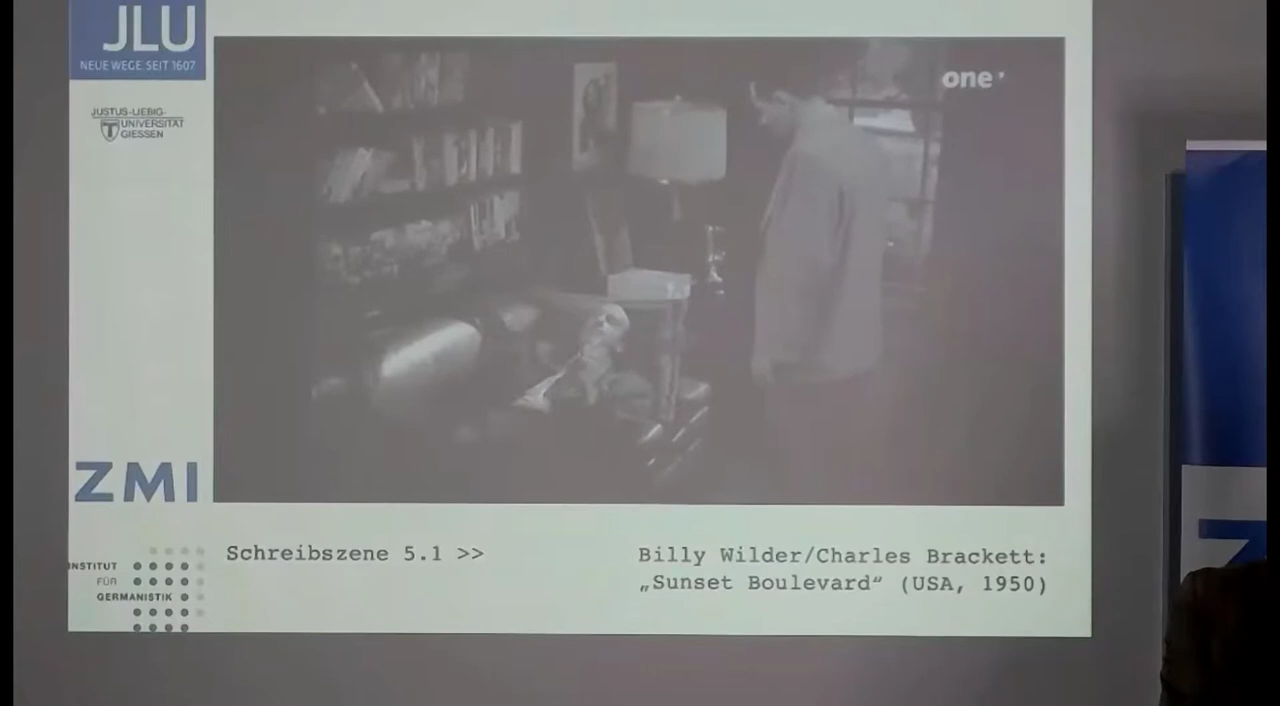 JLU
NEUE WEGE. SEIT 1607
JUSTUS-LIEBIG-
UNIVERSITÄT
GIESSEN
one
ZMI
INSTITUT
FÜR
GERMANISTIK
Schreibszene 5.1 >>
Billy Wilder/Charles Brackett:
„Sunset Boulevard“ (USA, 1950)
Z